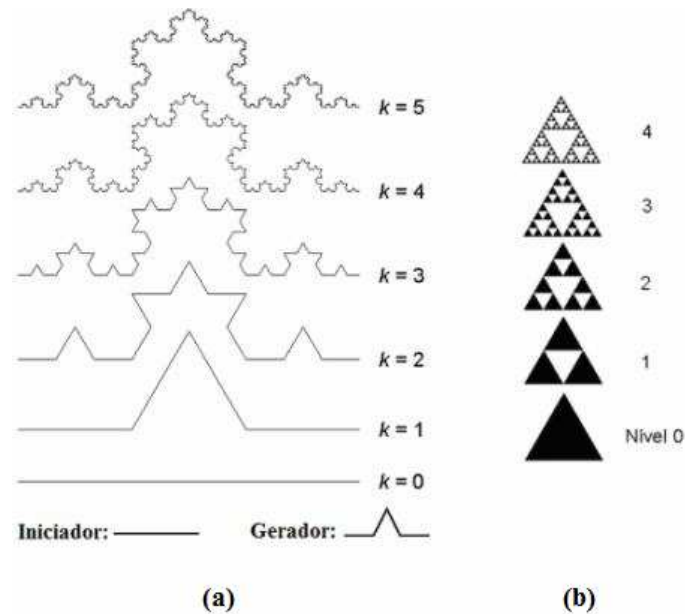 k = 5
k = 4
k = 3
k = 2
k = 1
k = 0
Iniciador:
Gerador:
(a)
4
3
2
1
Nível 0
(b)